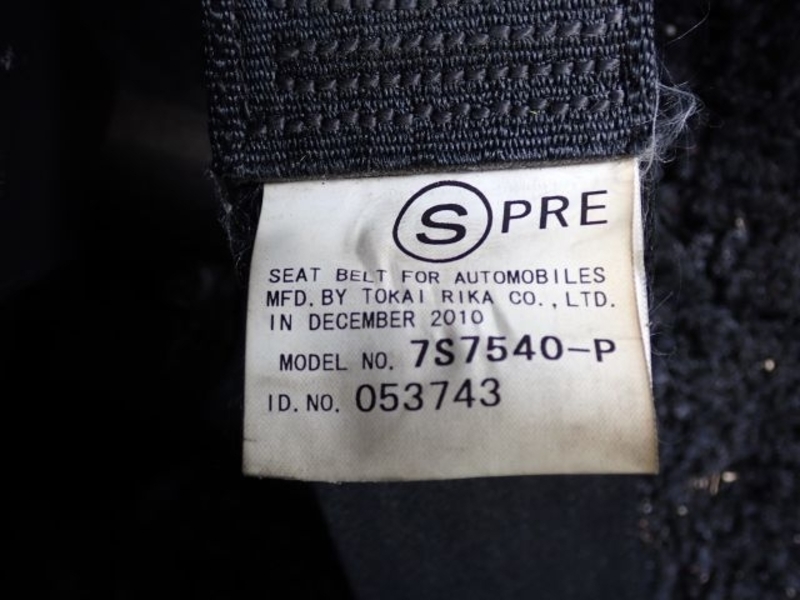 S PRE
SEAT BELT FOR AUTOMOBILES
MFD. BY TOKAI RIKA CO., LTD.
IN DECEMBER 2010
MODEL NO. 7S7540-P
ID. NO. 053743